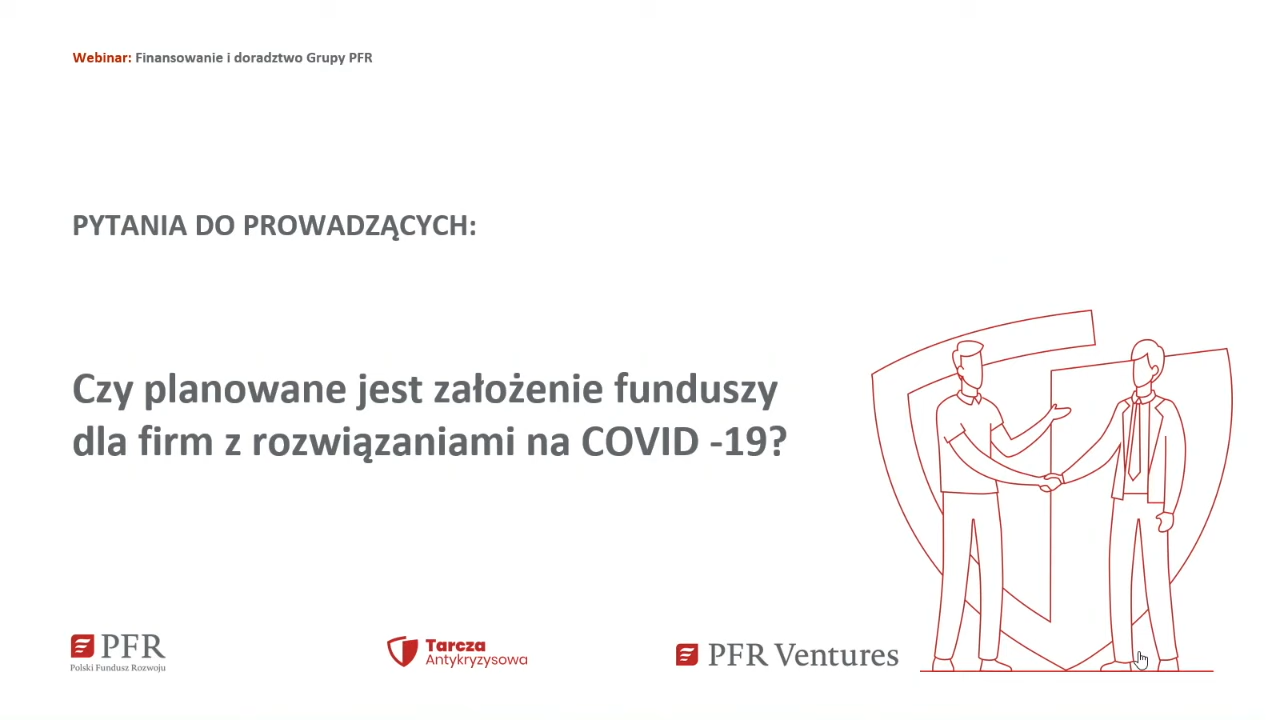 Webinar: Finansowanie i doradztwo Grupy PFR
PYTANIA DO PROWADZĄCYCH:
Czy planowane jest założenie funduszy
dla firm z rozwiązaniami na COVID -19?
PFR
Polski Fundusz Rozwoju
Tarcza
Antykryzysowa
PFR Ventures